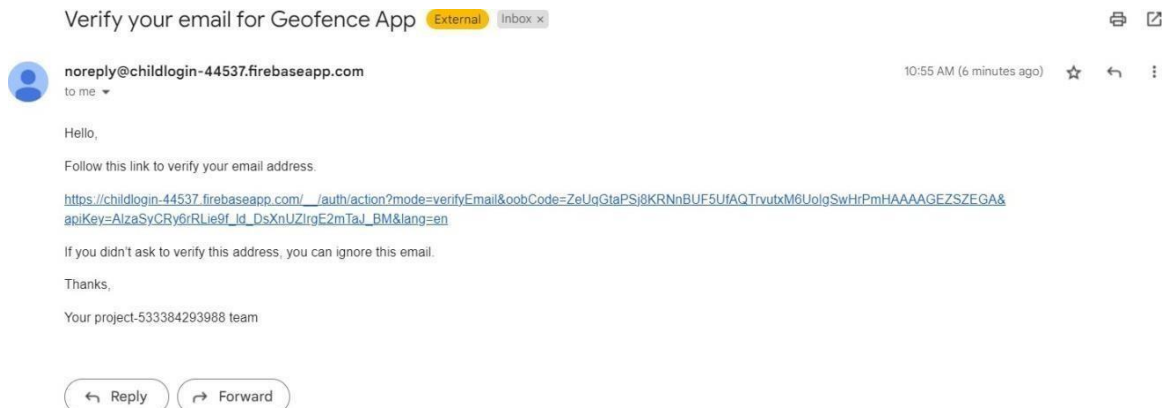 Verify your email for Geofence App External Inbox ×
noreply@childlogin-44537.firebaseapp.com 10:55 AM (6 minutes ago)
to me
Hello,
Follow this link to verify your email address.
https://childlogin-44537.firebaseapp.com/__/auth/action?mode=verifyEmail&oobCode=ZeUqGtaPSj8KRNnBUF5UfAQTrvutxM6UolgSwHrPmHAAAAGEZSZEGA&
apiKey=AlzaSyCRy6rRLie9f_ld_DsXnUZlrgE2mTaJ_BM&lang=en
If you didn't ask to verify this address, you can ignore this email.
Thanks,
Your project-533384293988 team
Reply Forward